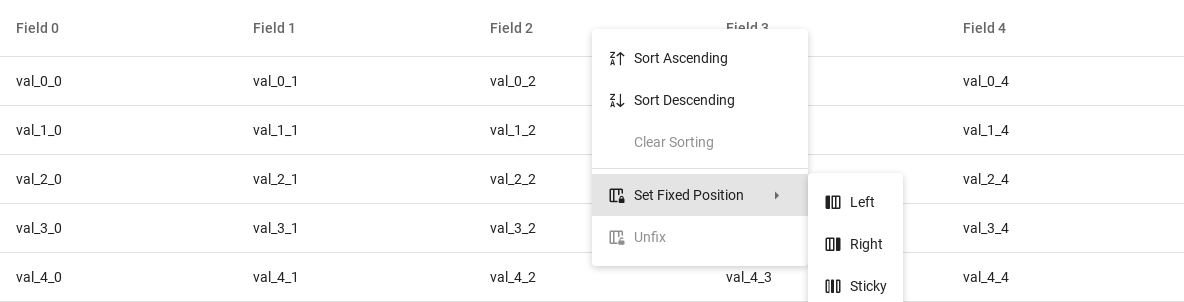 Field 0 Field 1 Field 2 Field 3 Field 4
Sort Ascending
val_0_0 val_0_1 val_0_2 val_0_4
Sort Descending
val_1_0 val_1_1 val_1_2 val_1_4
Clear Sorting
val_2_0 val_2_1 val_2_2 val_2_4
Set Fixed Position
Left
val_3_0 val_3_1 val_3_2 val_3_4
Unfix
Right
val_4_0 val_4_1 val_4_2 val_4_3 val_4_4
Sticky